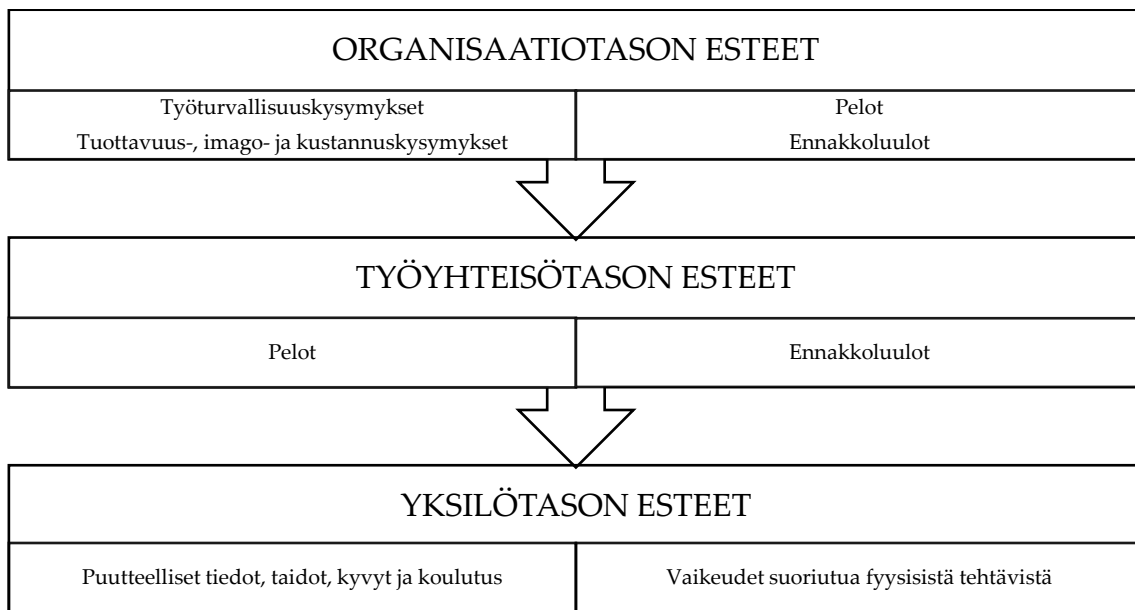 ORGANISAATIOTASON ESTEET
Työturvallisuuskysymykset
Tuottavuus-, imago- ja kustannuskysymykset
Pelot
Ennakkoluulot
TYÖYHTEISÖTASON ESTEET
Pelot
Ennakkoluulot
YKSILÖTASON ESTEET
Puutteelliset tiedot, taidot, kyvyt ja koulutus
Vaikeudet suoriutua fyysisistä tehtävistä